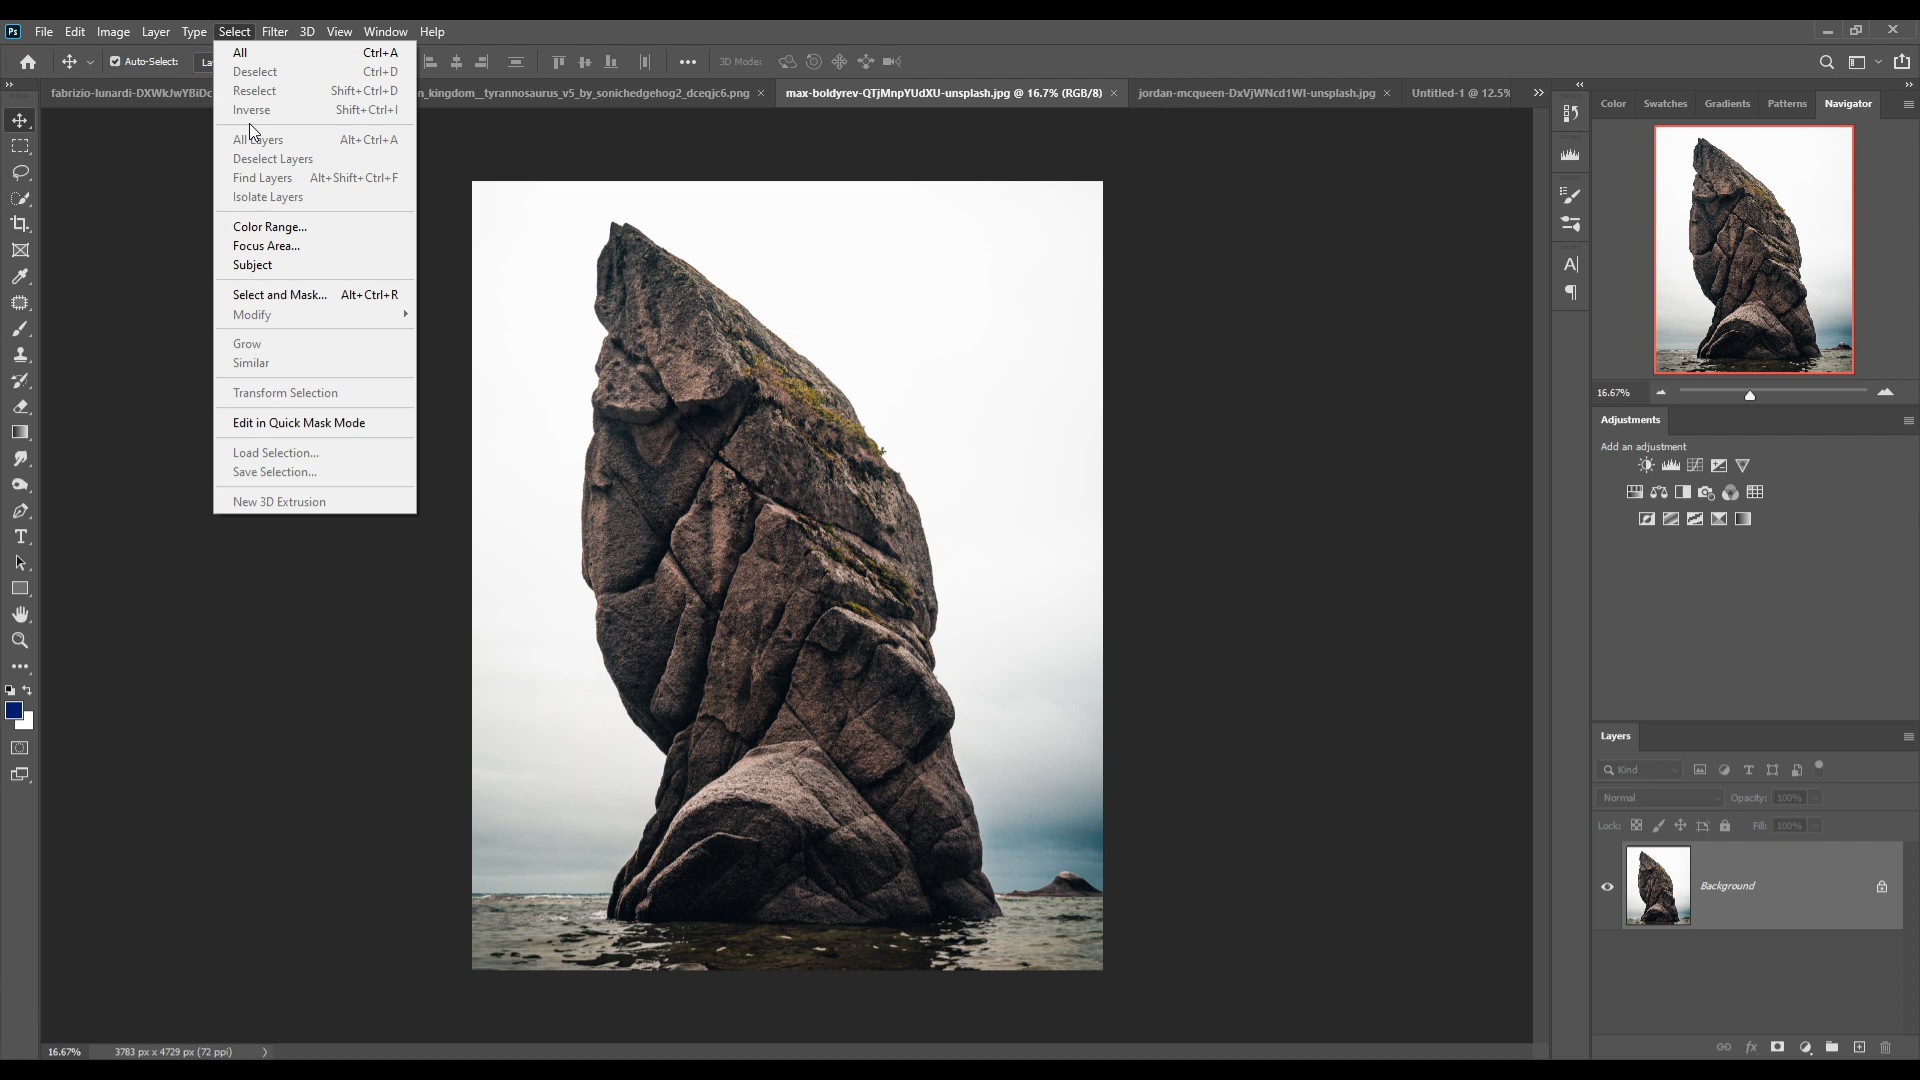 Ps File Edit Image Layer Type Select Filter 3D View Window Help
Auto-Select: 3D Mode:
fabrizio-lunardi-DXWkJwYBiDc
n_kingdom__tyrannosaurus_v5_by_sonichedgehog2_dceqjc6.png ×
max-boldyrev-QTjMnpYUdXU-unsplash.jpg @ 16.7% (RGB/8) ×
jordan-mcqueen-DxVjWNcd1WI-unsplash.jpg ×
Untitled-1 @ 12.5%
All Ctrl+A
Deselect Ctrl+D
Reselect Shift+Ctrl+D
Inverse Shift+Ctrl+I
All Layers Alt+Ctrl+A
Deselect Layers
Find Layers Alt+Shift+Ctrl+F
Isolate Layers
Color Range...
Focus Area...
Subject
Select and Mask... Alt+Ctrl+R
Modify
Grow
Similar
Transform Selection
Edit in Quick Mask Mode
Load Selection...
Save Selection...
New 3D Extrusion
Color Swatches Gradients Patterns Navigator
16.67%
Adjustments
Add an adjustment
Layers
Kind
Normal Opacity: 100%
Lock: Fill: 100%
Background
16.67% 3783 px x 4729 px (72 ppi)